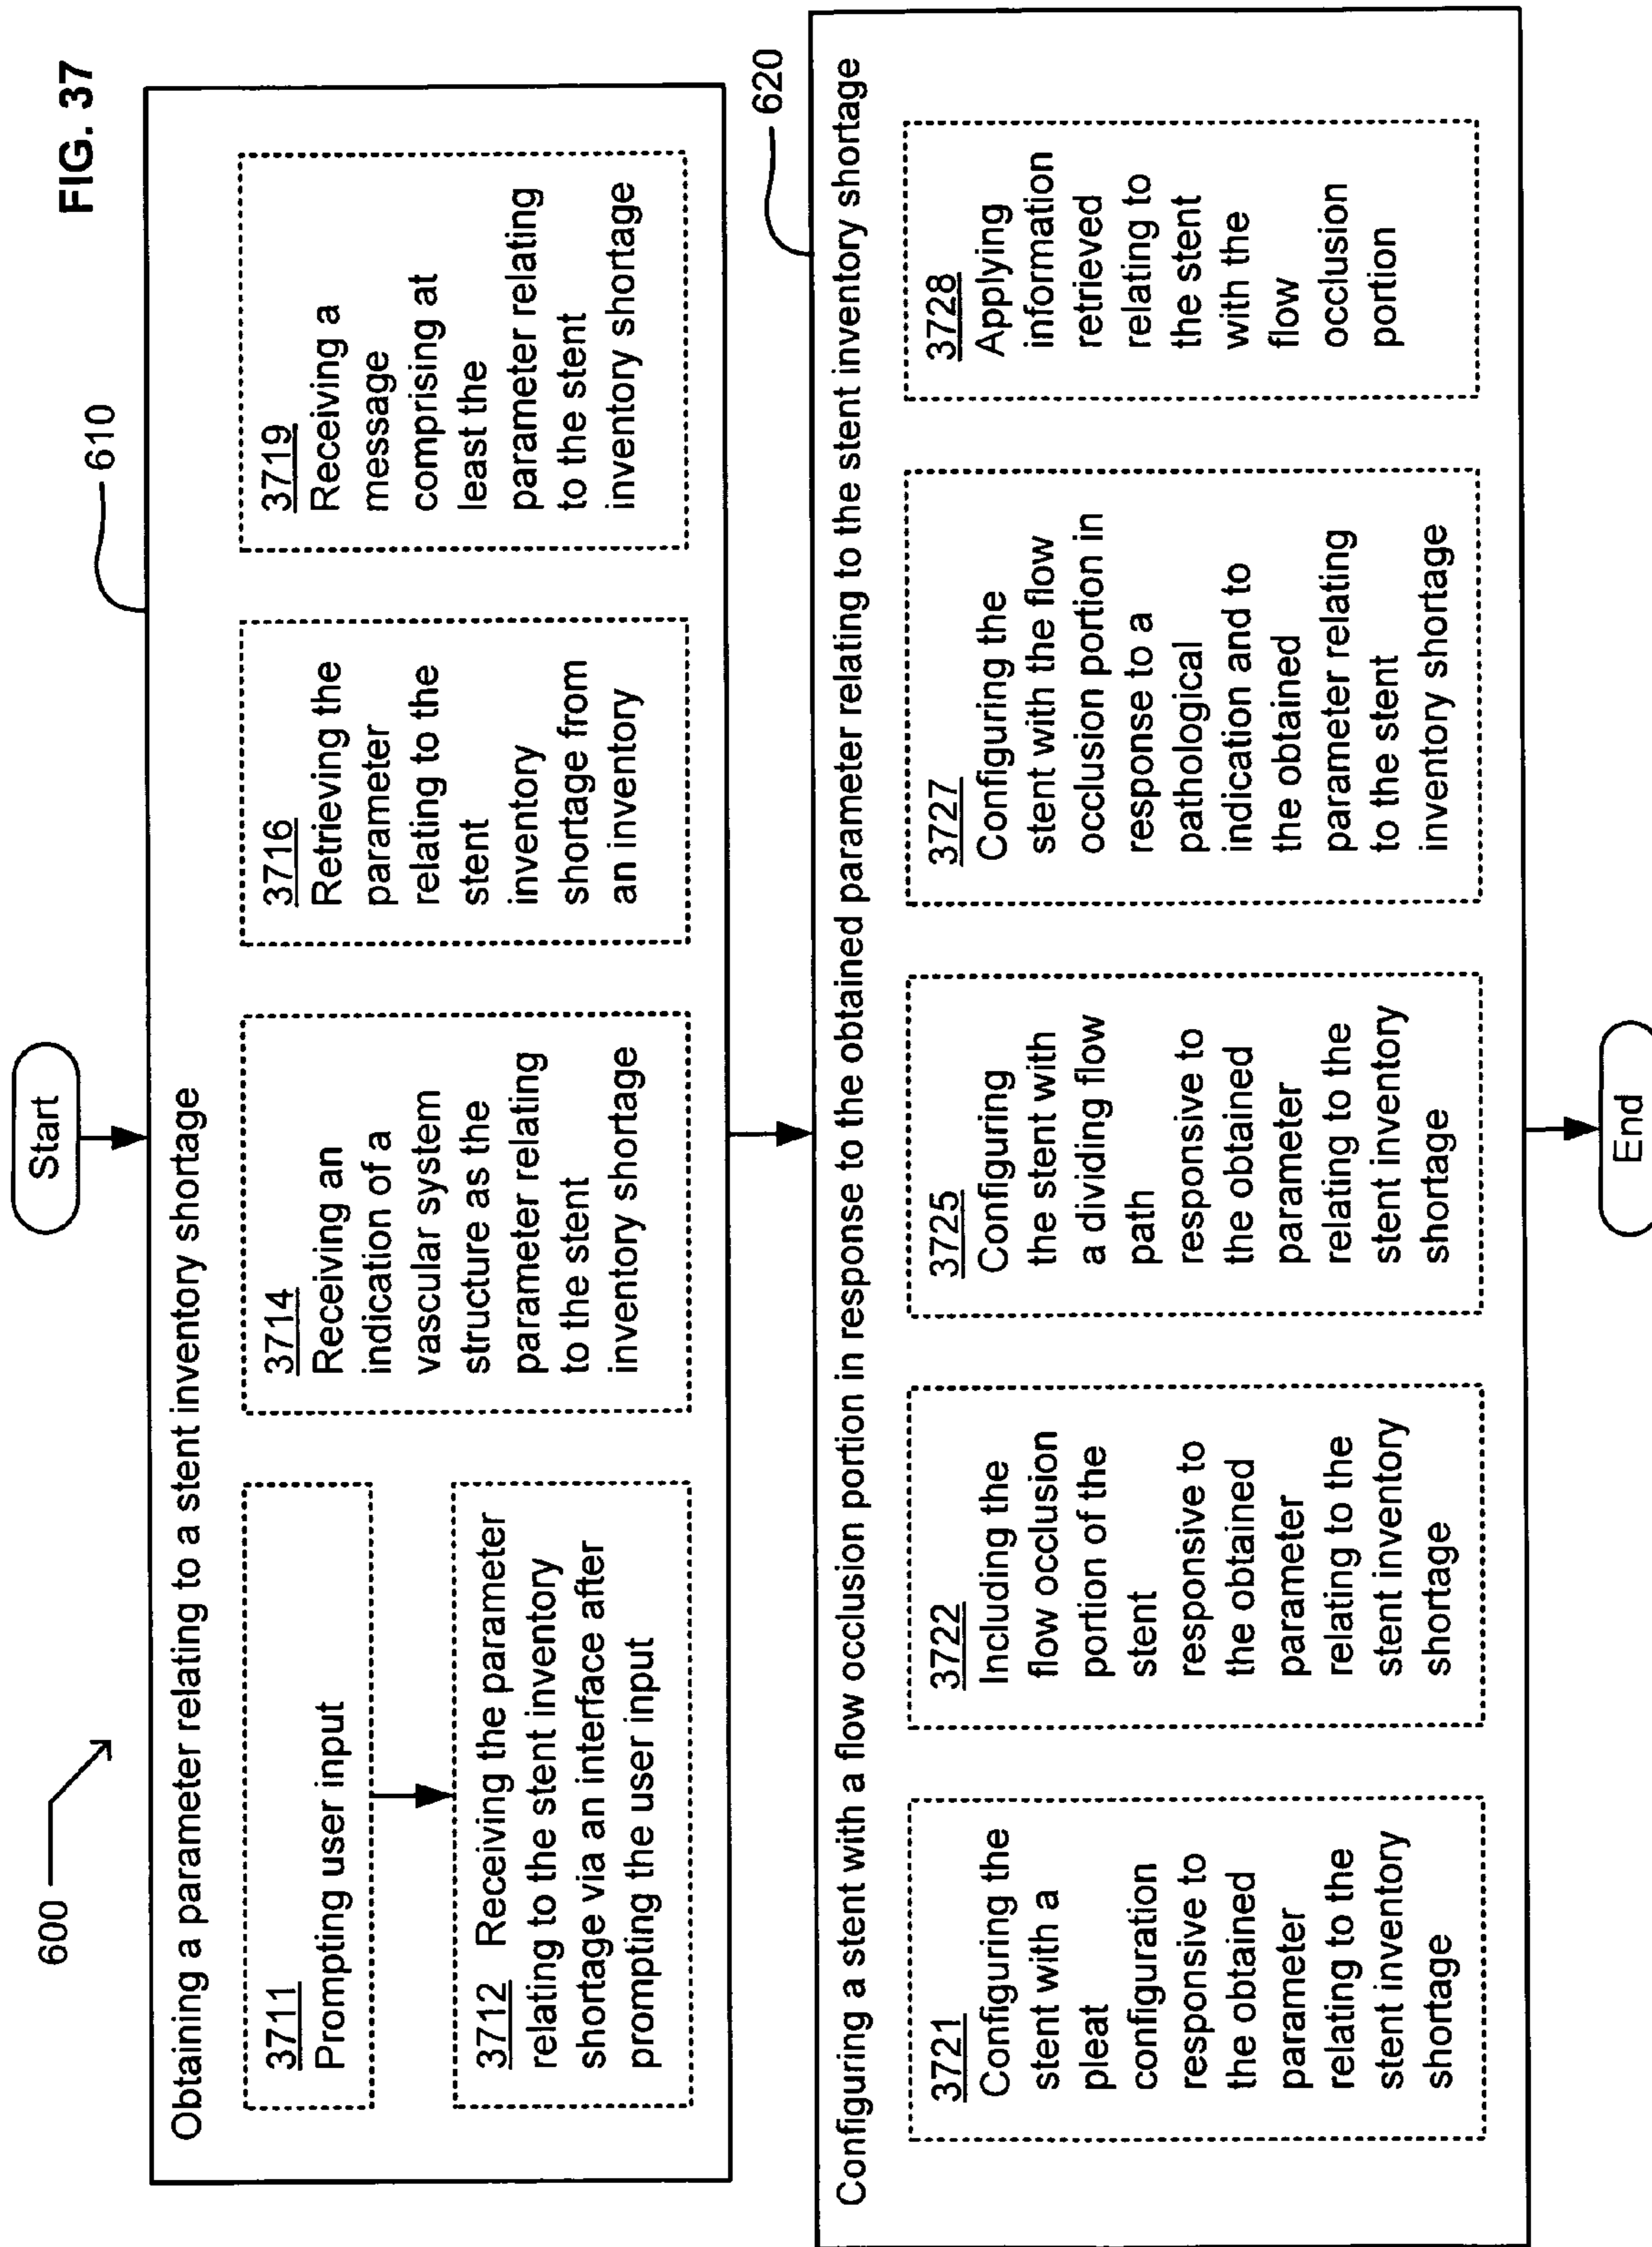 FIG. 37
600
Start
610
Obtaining a parameter relating to a stent inventory shortage
3711
Prompting user input
3712 Receiving the parameter
relating to the stent inventory
shortage via an interface after
prompting the user input
3714
Receiving an
indication of a
vascular system
structure as the
parameter relating
to the stent
inventory shortage
3716
Retrieving the
parameter
relating to the
stent
inventory
shortage from
an inventory
3719
Receiving a
message
comprising at
least the
parameter relating
to the stent
inventory shortage
620
Configuring a stent with a flow occlusion portion in response to the obtained parameter relating to the stent inventory shortage
3721
Configuring the
stent with a
pleat
configuration
responsive to
the obtained
parameter
relating to the
stent inventory
shortage
3722
Including the
flow occlusion
portion of the
stent
responsive to
the obtained
parameter
relating to the
stent inventory
shortage
3725
Configuring
the stent with
a dividing flow
path
responsive to
the obtained
parameter
relating to the
stent inventory
shortage
3727
Configuring the
stent with the flow
occlusion portion in
response to a
pathological
indication and to
the obtained
parameter relating
to the stent
inventory shortage
3728
Applying
information
retrieved
relating to
the stent
with the
flow
occlusion
portion
End